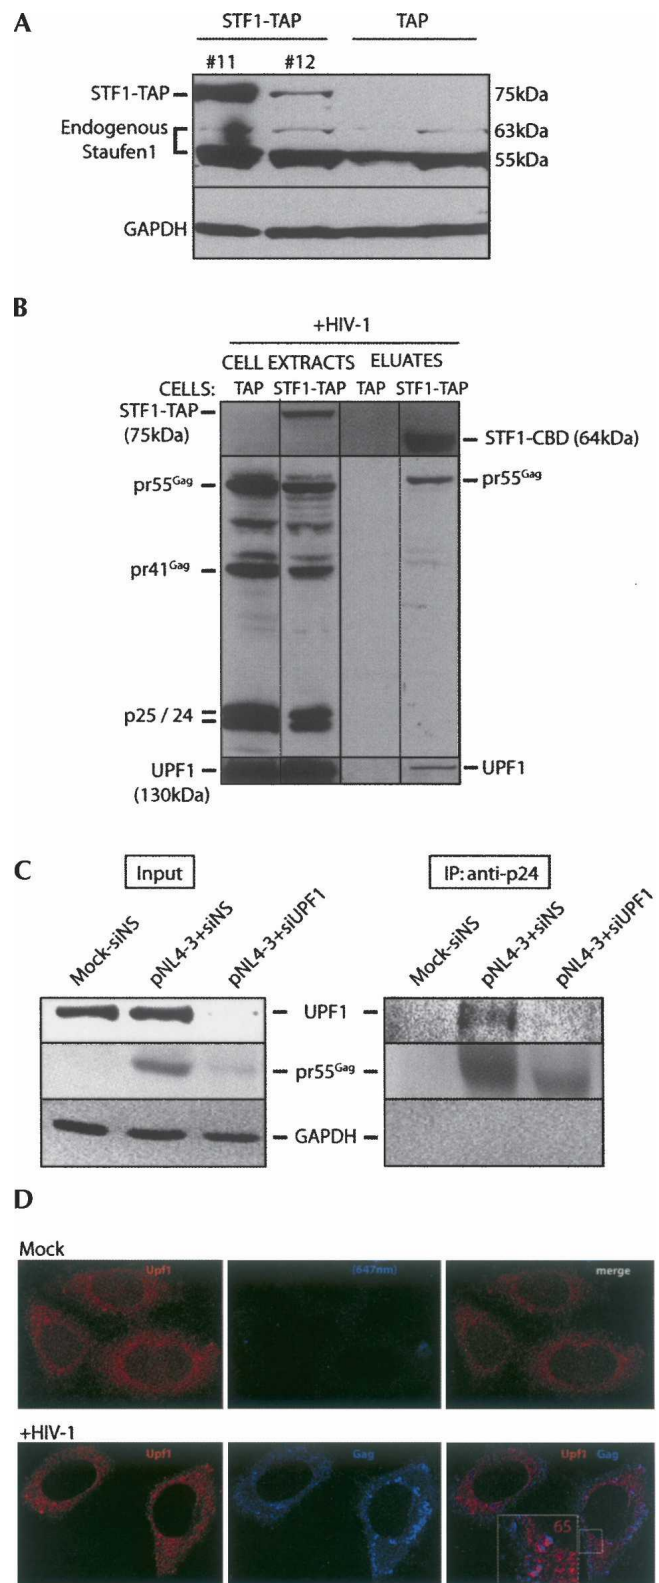 A
STF1-TAP TAP
#11 #12
STF1-TAP 75kDa
Endogenous 63kDa
Staufen1 55kDa
GAPDH
B
+HIV-1
CELL EXTRACTS ELUATES
CELLS: TAP STF1-TAP TAP STF1-TAP
STF1-TAP
(75kDa) STF1-CBD (64kDa)
pr55Gag pr55Gag
pr41Gag
p25 / 24
UPF1 UPF1
(130kDa)
C
Input IP: anti-p24
Mock-siNS pNL4-3+siNS pNL4-3+siUPF1 Mock-siNS pNL4-3+siNS pNL4-3+siUPF1
UPF1
pr55Gag
GAPDH
D
Mock
Upf1 (647nm) merge
+HIV-1
Upf1 Gag Upf1 Gag
65